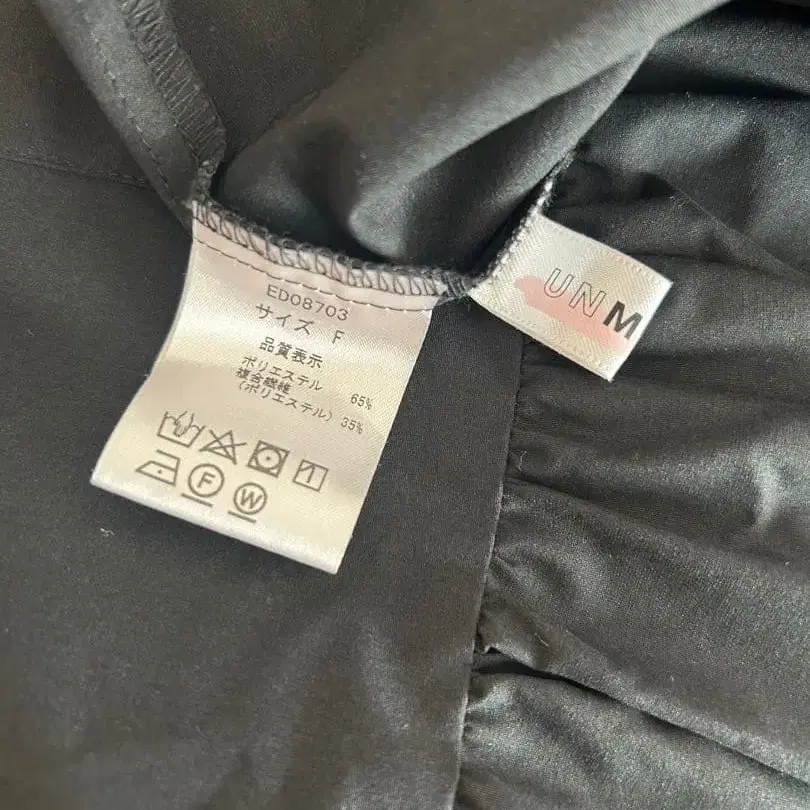 ED08703
サイズ F
品質表示
ポリエステル 65%
複合繊維
(ポリエステル) 35%
F
W
UNM